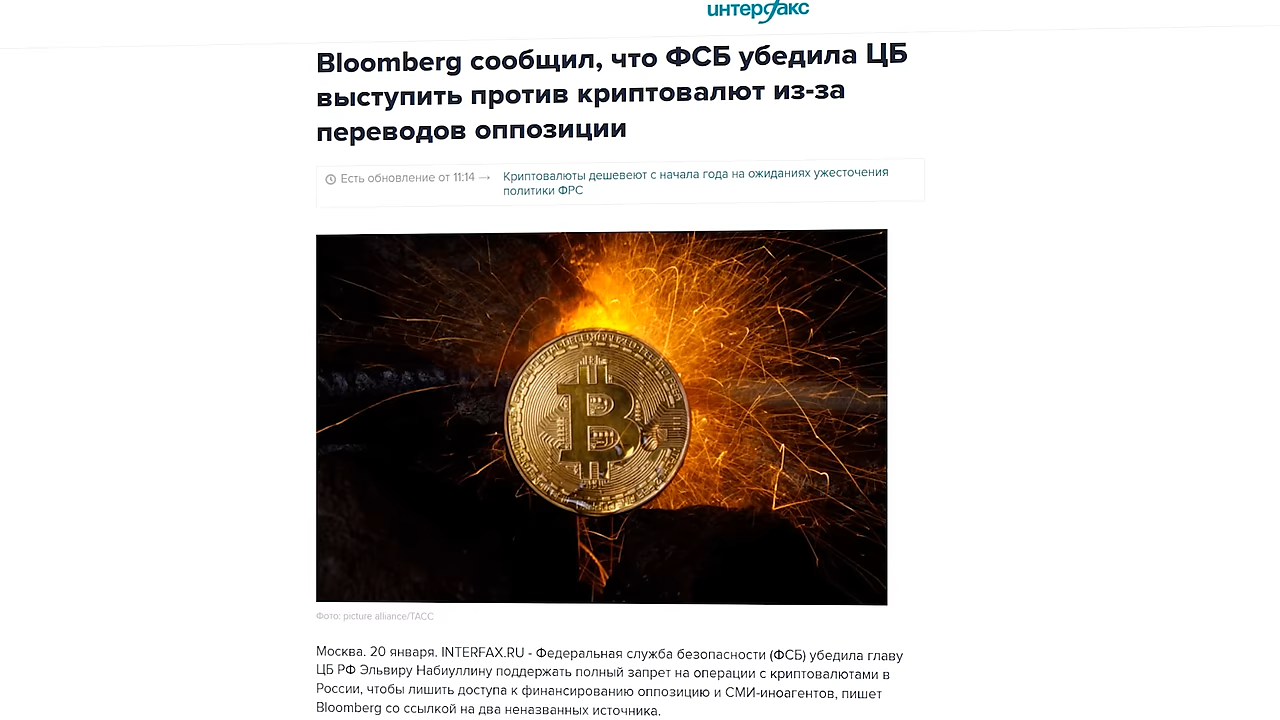 интерфакс
Bloomberg сообщил, что ФСБ убедила ЦБ
выступить против криптовалют из-за
переводов оппозиции
Есть обновление от 11:14 →
Криптовалюты дешевеют с начала года на ожиданиях ужесточения
политики ФРС
Фото: picture alliance/ТАСС
Москва. 20 января. INTERFAX.RU - Федеральная служба безопасности (ФСБ) убедила главу
ЦБ РФ Эльвиру Набиуллину поддержать полный запрет на операции с криптовалютами в
России, чтобы лишить доступа к финансированию оппозицию и СМИ-иноагентов, пишет
Bloomberg со ссылкой на два неназванных источника.